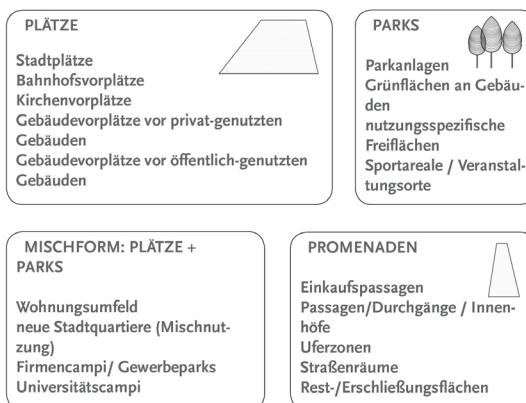 PLÄTZE
Stadtplätze
Bahnhofsvorplätze
Kirchenvorplätze
Gebäudevorplätze vor privat-genutzten
Gebäuden
Gebäudevorplätze vor öffentlich-genutzten
Gebäuden
PARKS
Parkanlagen
Grünflächen an Gebäu-
den
nutzungsspezifische
Freiflächen
Sportareale / Veranstal-
tungsorte
MISCHFORM: PLÄTZE +
PARKS
Wohnungsumfeld
neue Stadtquartiere (Mischnut-
zung)
Firmencampi/ Gewerbeparks
Universitätscampi
PROMENADEN
Einkaufspassagen
Passagen/Durchgänge / Innen-
höfe
Uferzonen
Straßenräume
Rest-/Erschließungsflächen